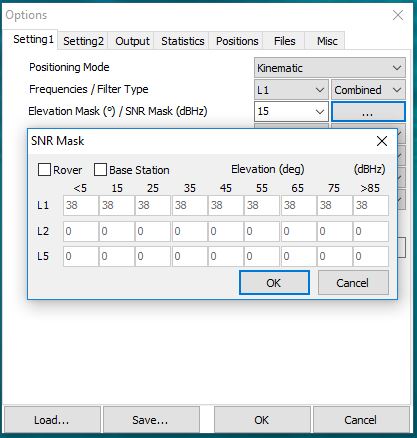 Options
Setting1 Setting2 Output Statistics Positions Files Misc
Positioning Mode Kinematic
Frequencies / Filter Type L1 Combined
Elevation Mask (°) / SNR Mask (dBHz) 15 ...
SNR Mask
Rover Base Station Elevation (deg) (dBHz)
<5 15 25 35 45 55 65 75 >85
L1 38 38 38 38 38 38 38 38 38
L2 0 0 0 0 0 0 0 0 0
L5 0 0 0 0 0 0 0 0 0
OK Cancel
Load... Save... OK Cancel